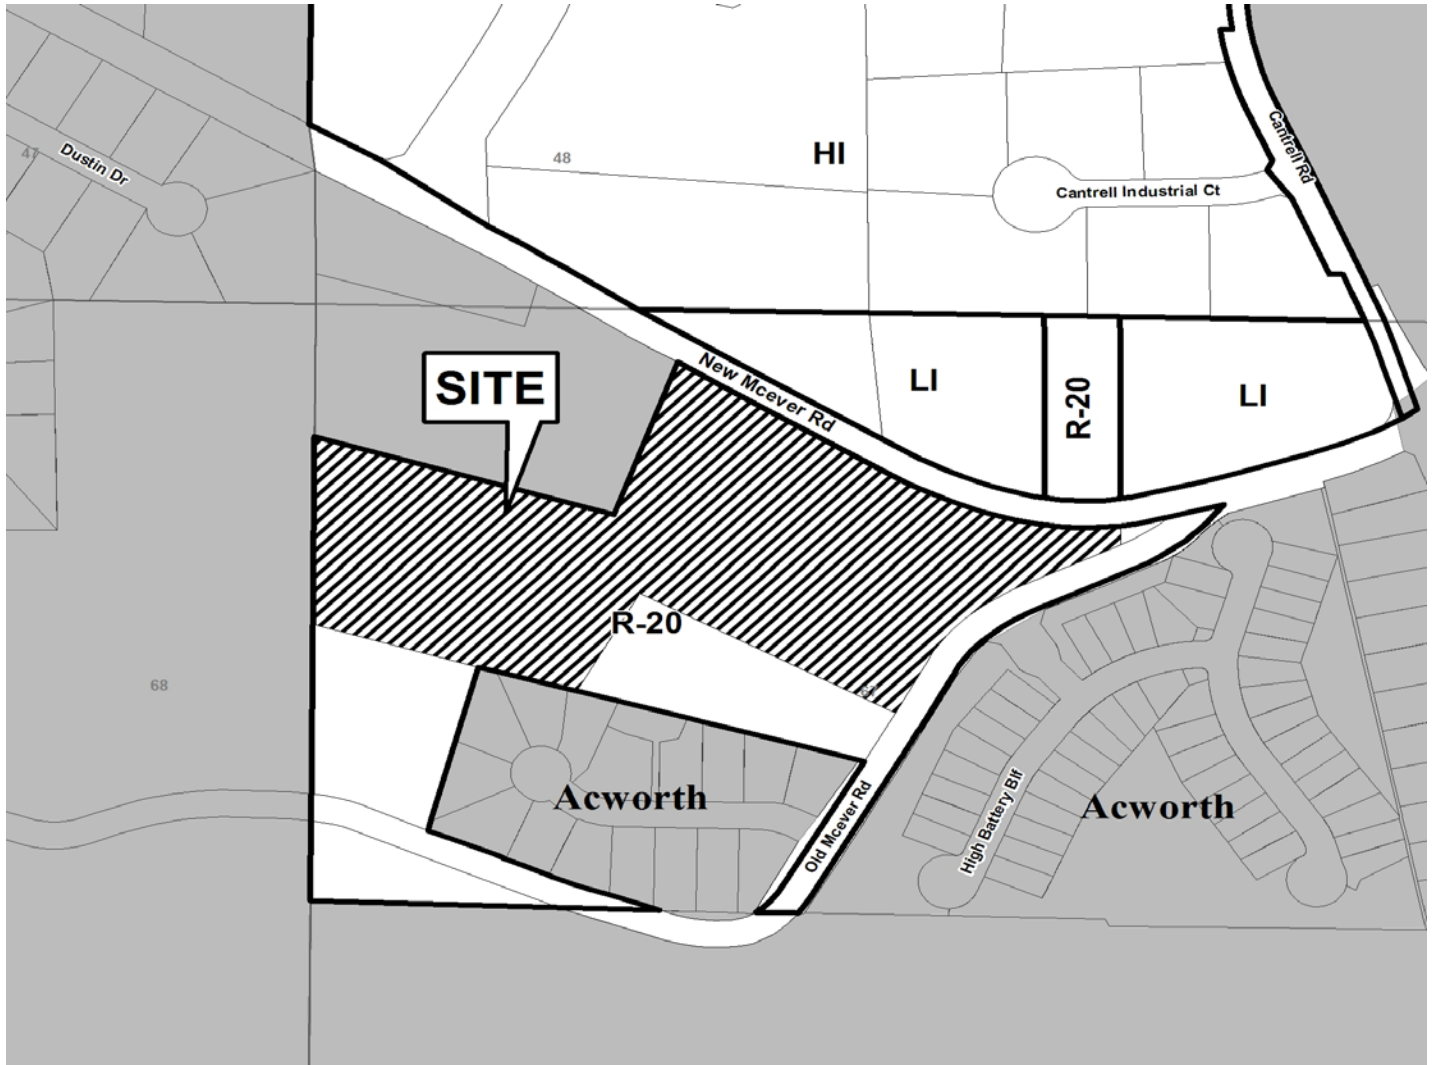 47
Dustin Dr
48
HI
Cantrell Rd
Cantrell Industrial Ct
SITE
New Mcever Rd
LI
R-20
LI
R-20
68
Acworth
Old Mcever Rd
High Battery Blf
Acworth